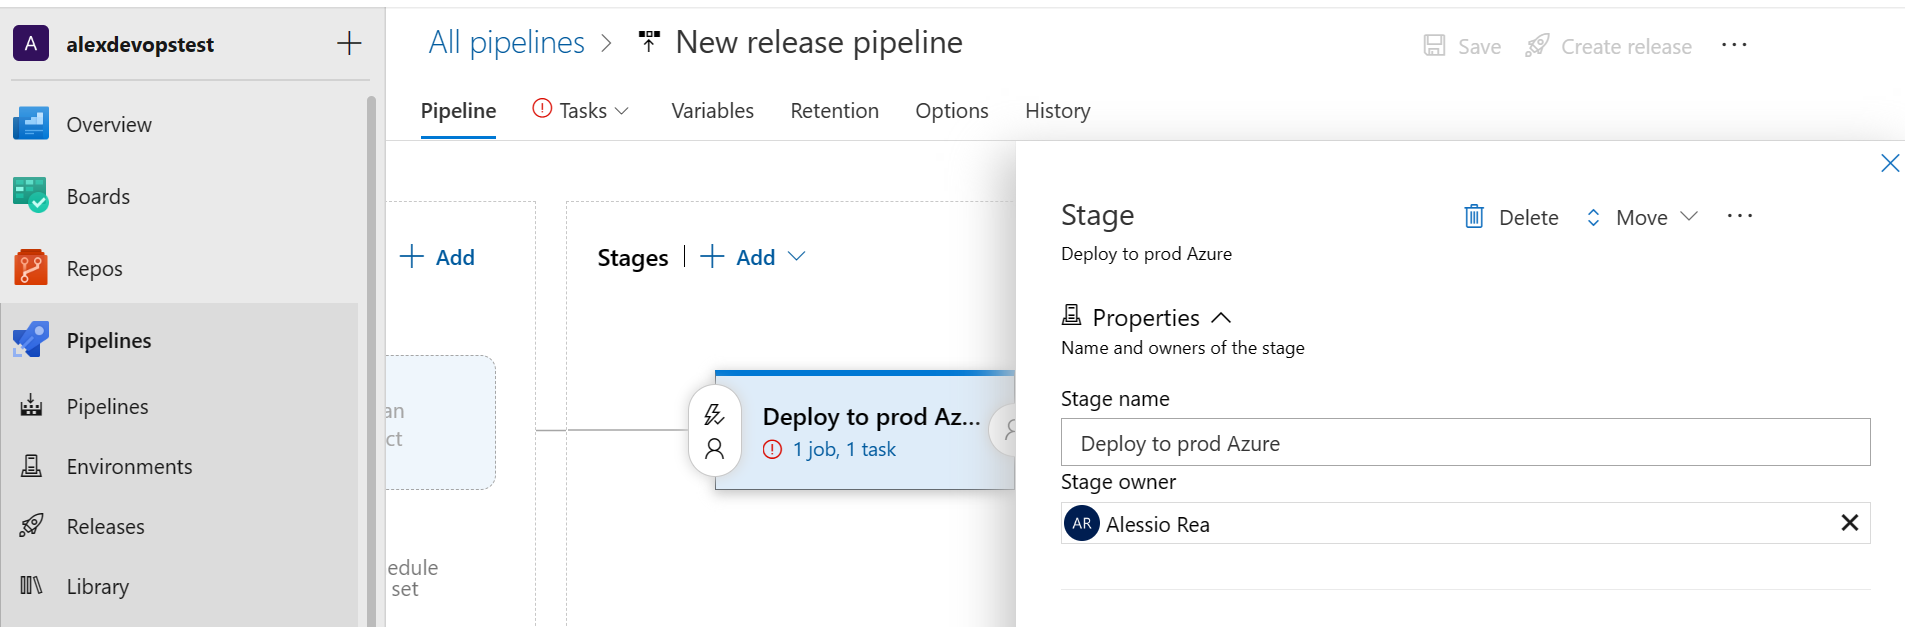 A alexdevopstest
Overview
Boards
Repos
Pipelines
Pipelines
Environments
Releases
Library
All pipelines > New release pipeline
Save Create release
Pipeline Tasks Variables Retention Options History
Add
an
ct
edule
set
Stages | Add
Deploy to prod Az...
1 job, 1 task
Stage
Delete Move
Deploy to prod Azure
Properties
Name and owners of the stage
Stage name
Deploy to prod Azure
Stage owner
AR Alessio Rea